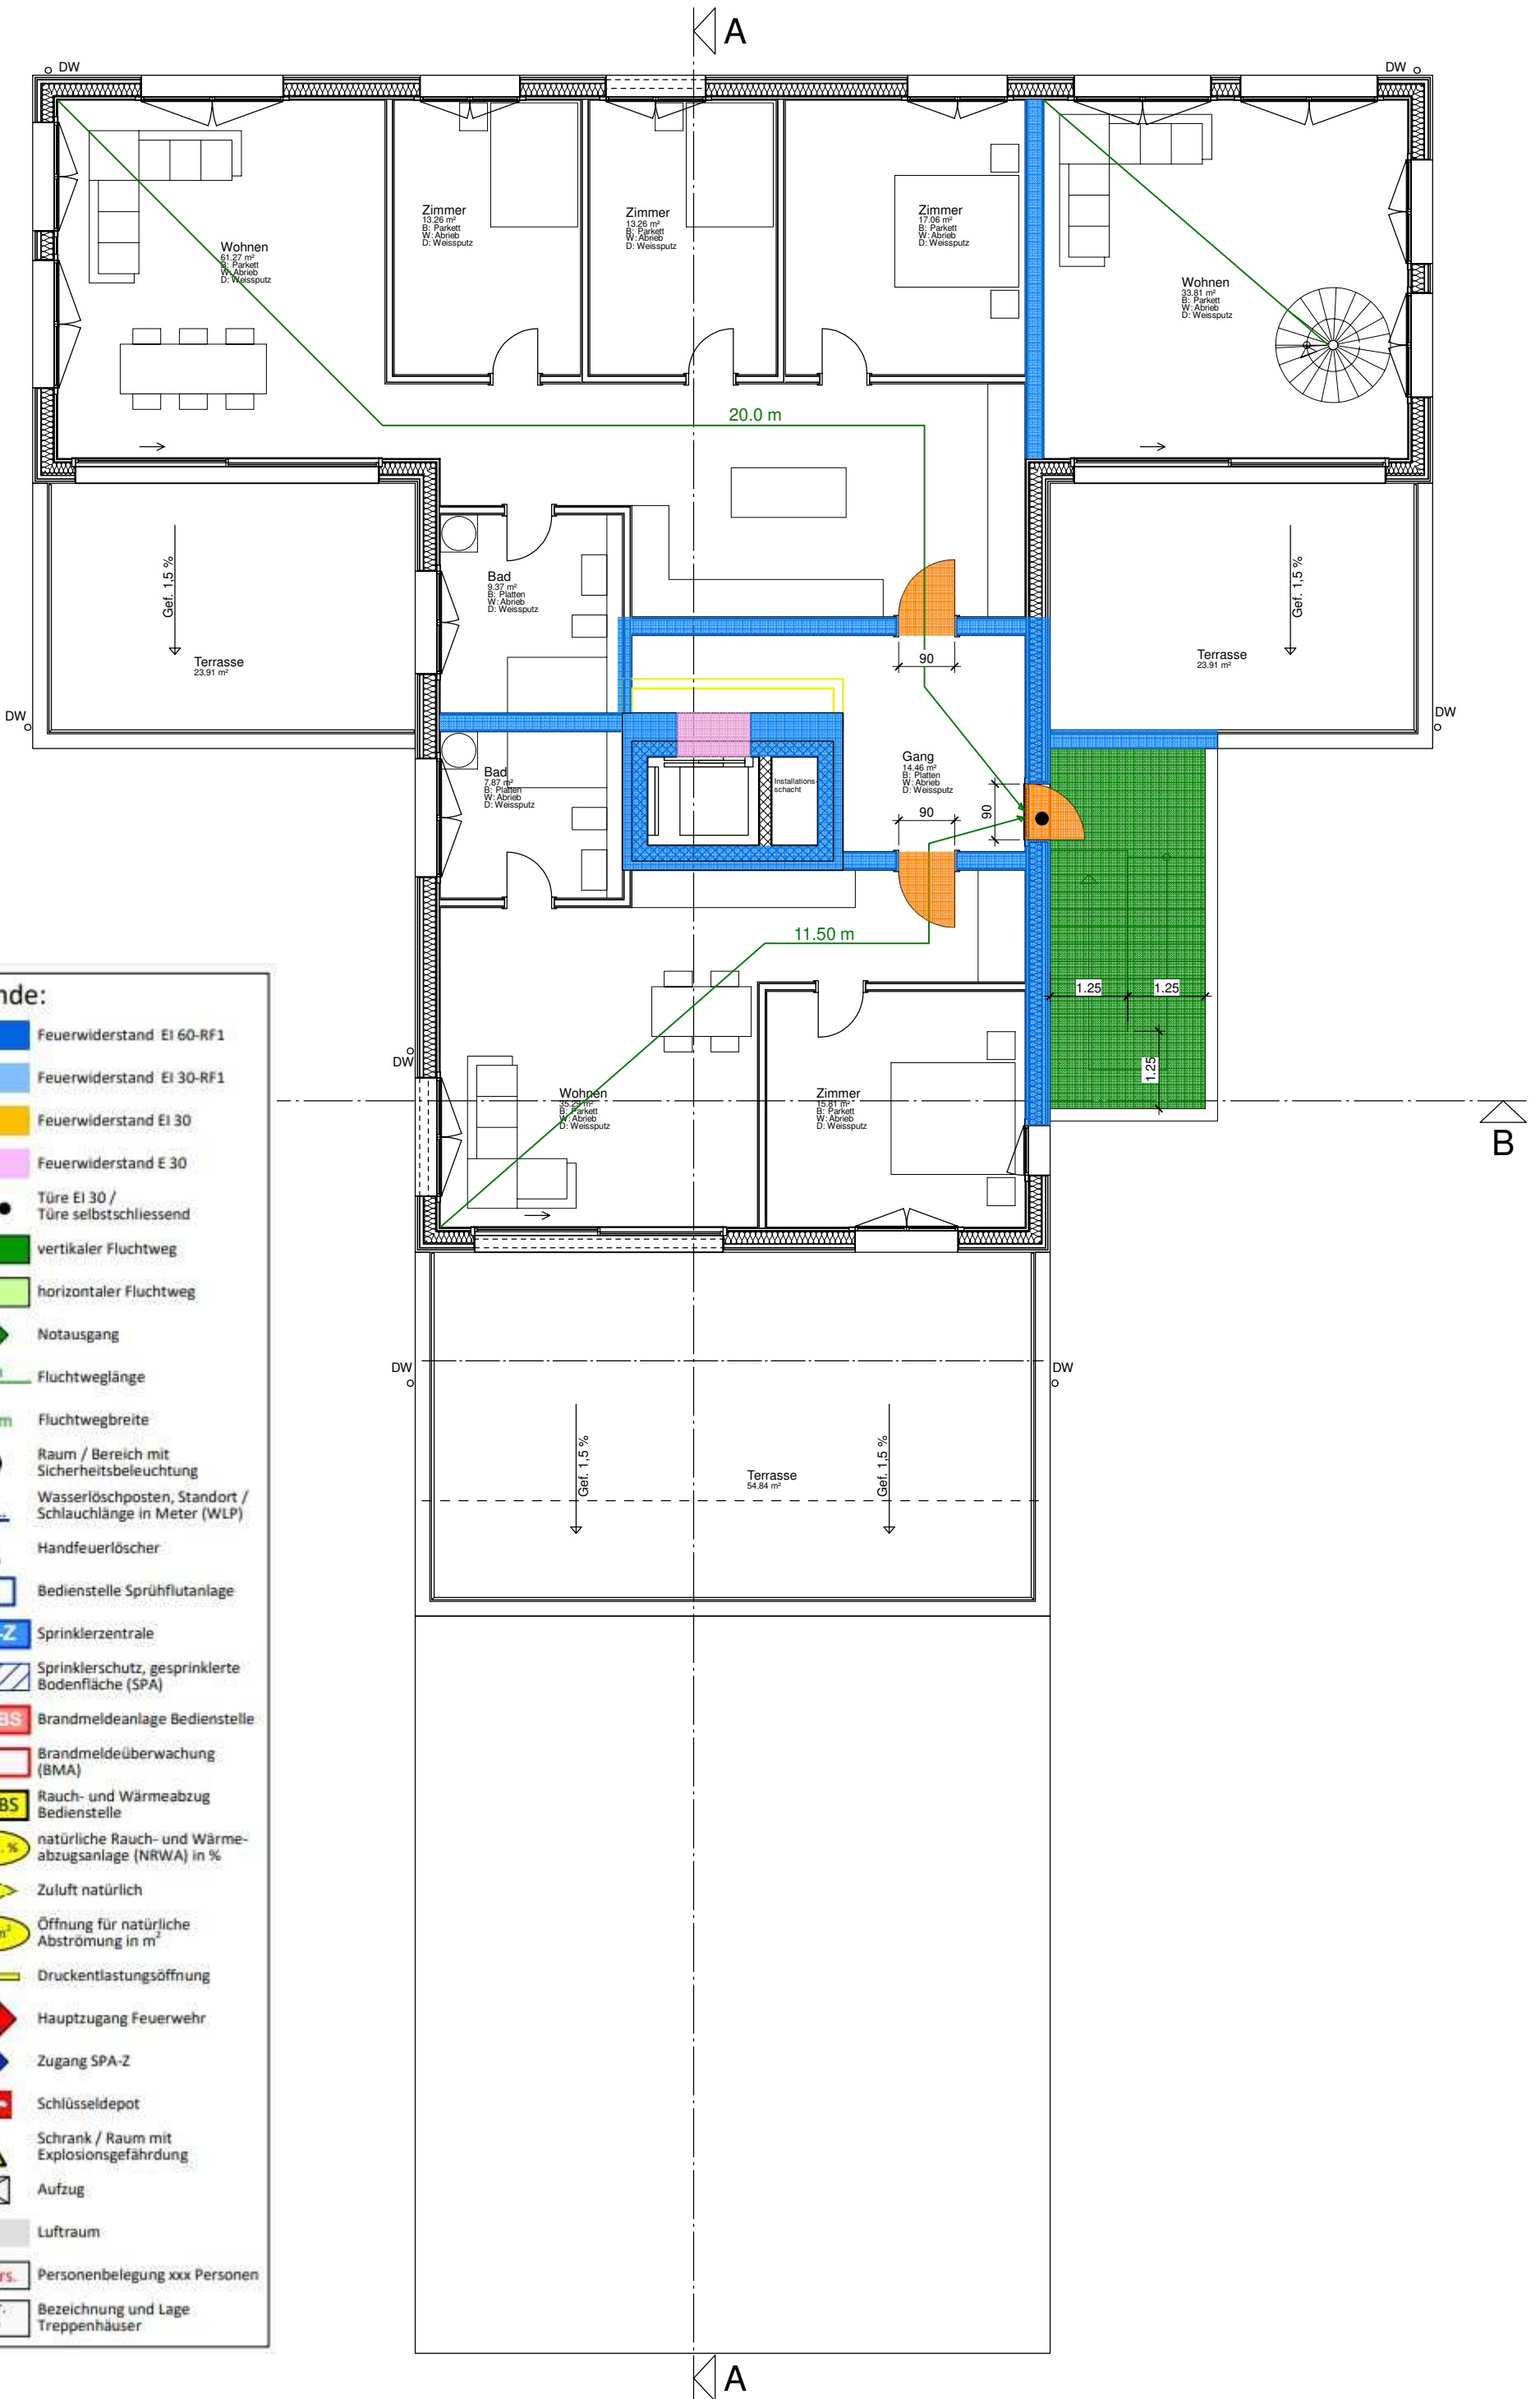 A
DW
DW
Zimmer
13.26 m²
B: Parkett
W: Abrieb
D: Weissputz
Zimmer
13.26 m²
B: Parkett
W: Abrieb
D: Weissputz
Zimmer
17.06 m²
B: Parkett
W: Abrieb
D: Weissputz
Wohnen
61.27 m²
B: Parkett
W: Abrieb
D: Weissputz
Wohnen
33.81 m²
B: Parkett
W: Abrieb
D: Weissputz
20.0 m
Gef. 1,5 %
Terrasse
23.91 m²
Bad
9.37 m²
B: Platten
W: Abrieb
D: Weissputz
90
Gef. 1,5 %
Terrasse
23.91 m²
DW
DW
Bad
7.87 m²
B: Platten
W: Abrieb
D: Weissputz
Installations-
schacht
Gang
14.46 m²
B: Platten
W: Abrieb
D: Weissputz
90
90
11.50 m
1.25
1.25
1.25
DW
Wohnen
B: Parkett
W: Abrieb
D: Weissputz
Zimmer
15.81 m²
B: Parkett
W: Abrieb
D: Weissputz
B
DW
DW
Gef. 1,5 %
Gef. 1,5 %
Terrasse
54.84 m²
nde:
Feuerwiderstand EI 60-RF1
Feuerwiderstand EI 30-RF1
Feuerwiderstand EI 30
Feuerwiderstand E 30
Türe EI 30 /
Türe selbstschliessend
vertikaler Fluchtweg
horizontaler Fluchtweg
Notausgang
Fluchtweglänge
m Fluchtwegbreite
Raum / Bereich mit
Sicherheitsbeleuchtung
Wasserlöschposten, Standort /
Schlauchlänge in Meter (WLP)
Handfeuerlöscher
Bedienstelle Sprühflutanlage
-Z Sprinklerzentrale
Sprinklerschutz, gesprinklerte
Bodenfläche (SPA)
BS Brandmeldeanlage Bedienstelle
Brandmeldeüberwachung
(BMA)
BS Rauch- und Wärmeabzug
Bedienstelle
% natürliche Rauch- und Wärme-
abzugsanlage (NRWA) in %
Zuluft natürlich
m² Öffnung für natürliche
Abströmung in m²
Druckentlastungsöffnung
Hauptzugang Feuerwehr
Zugang SPA-Z
Schlüsseldepot
Schrank / Raum mit
Explosionsgefährdung
Aufzug
Luftraum
rs. Personenbelegung xxx Personen
Bezeichnung und Lage
Treppenhäuser
A